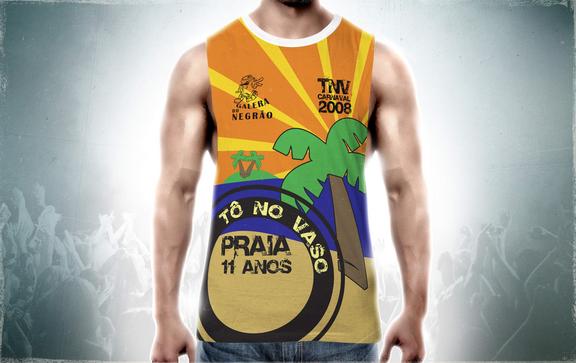 GALERA
DO NEGRÃO
TNV
CARNAVAL
2008
TÔ NO VASO
PRAIA
11 ANOS